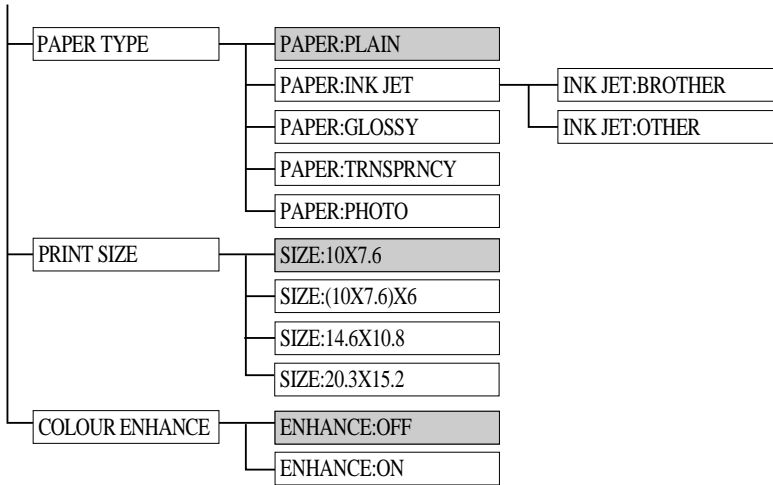 PAPER TYPE
PAPER:PLAIN
PAPER:INK JET
INK JET:BROTHER
INK JET:OTHER
PAPER:GLOSSY
PAPER:TRNSPRNCY
PAPER:PHOTO
PRINT SIZE
SIZE:10X7.6
SIZE:(10X7.6)X6
SIZE:14.6X10.8
SIZE:20.3X15.2
COLOUR ENHANCE
ENHANCE:OFF
ENHANCE:ON